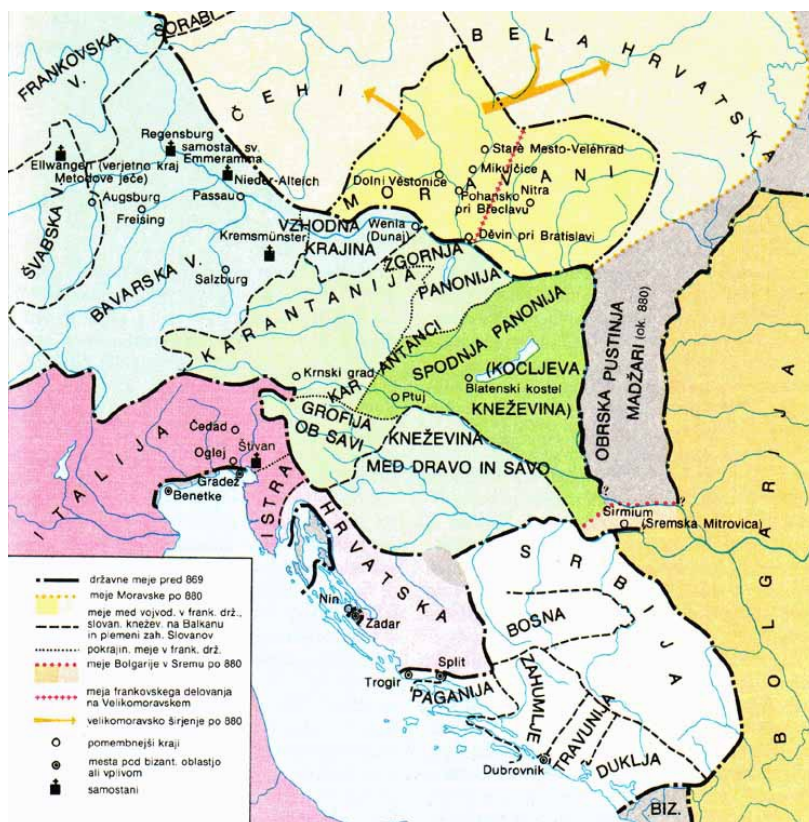 SORABI
FRANKOVSKA
V.
ČEHI
BELA HRVATSKA
Regensburg
samostan sv.
Emmerama
Ellwangen (verjetno kraj
Metodove ječe)
Nieder-Alteich
Augsburg
Freising
Passau
ŠVABSKA V.
BAVARSKA V.
Kremsmünster
Salzburg
VZHODNA
KRAJINA
Wenia
(Dunaj)
MORAVANI
Staré Mesto-Velehrad
Mikulčice
Dolni Věstonice
Pohansko
pri Břeclavu
Nitra
Děvin pri Bratislavi
ZGORNJA
PANONIJA
KARANTANIJA
KARANTANCI
SPODNJA PANONIJA
(KOCLJEVA
KNEŽEVINA)
Blatenski kostel
Krnski grad
Ptuj
OBRSKA PUSTINJA
MADŽARI (ok. 880)
BOLGARIJA
GROFIJA
OB SAVI
KNEŽEVINA
MED DRAVO IN SAVO
Čedad
Oglej
Štivan
Gradež
Benetke
ITALIJA
ISTRA
HRVATSKA
?
?
Sirmium
(Sremska Mitrovica)
SRBIJA
BOSNA
Nin
Zadar
Split
Trogir
PAGANIJA
ZAHUMLJE
TRAVUNIJA
DUKLJA
Dubrovnik
BIZ.
državne meje pred 869
meje Moravske po 880
meje med vojvod. v frank. drž.,
slovan. knežev. na Balkanu
in plemeni zah. Slovanov
pokrajin. meje v frank. drž.
meje Bolgarije v Sremu po 880
meja frankovskega delovanja
na Velikomoravskem
velikomoravsko širjenje po 880
pomembnejši kraji
mesta pod bizant. oblastjo
ali vplivom
samostani